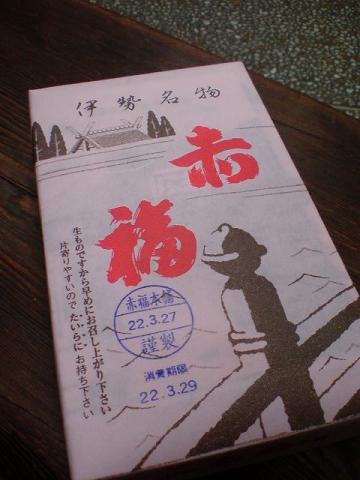 伊勢名物
赤福
生ものですから早めにお召し上がり下さい
片寄りやすいのでたいらにお持ち下さい
赤福本舗
22.3.27
謹製
消費期限
22.3.29